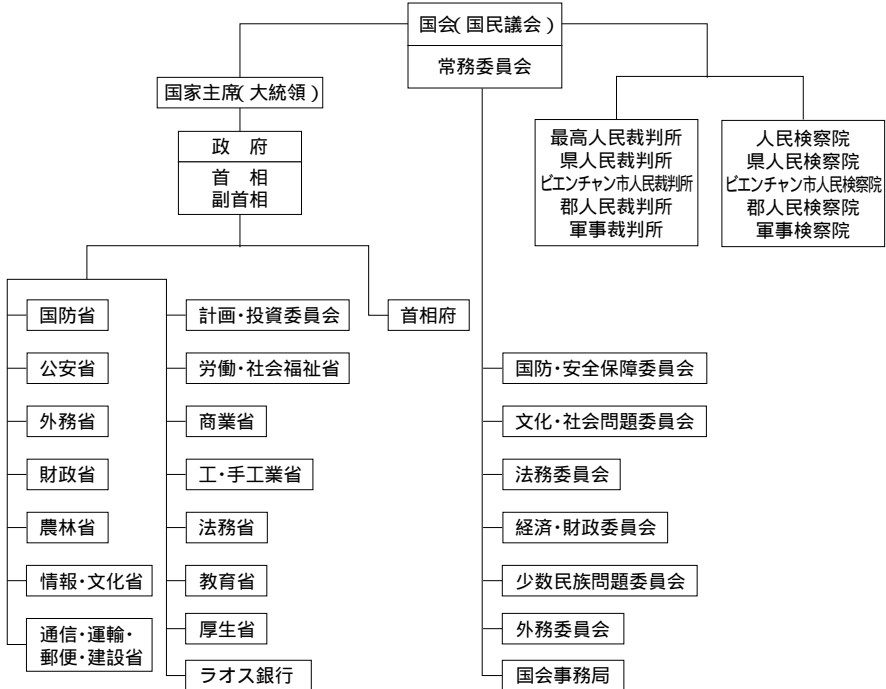 国会(国民議会)
常務委員会
国家主席(大統領)
政　府
首　相
副首相
最高人民裁判所
県人民裁判所
ビエンチャン市人民裁判所
郡人民裁判所
軍事裁判所
人民検察院
県人民検察院
ビエンチャン市人民検察院
郡人民検察院
軍事検察院
国防省
公安省
外務省
財政省
農林省
情報・文化省
通信・運輸・
郵便・建設省
計画・投資委員会
労働・社会福祉省
商業省
工・手工業省
法務省
教育省
厚生省
ラオス銀行
首相府
国防・安全保障委員会
文化・社会問題委員会
法務委員会
経済・財政委員会
少数民族問題委員会
外務委員会
国会事務局